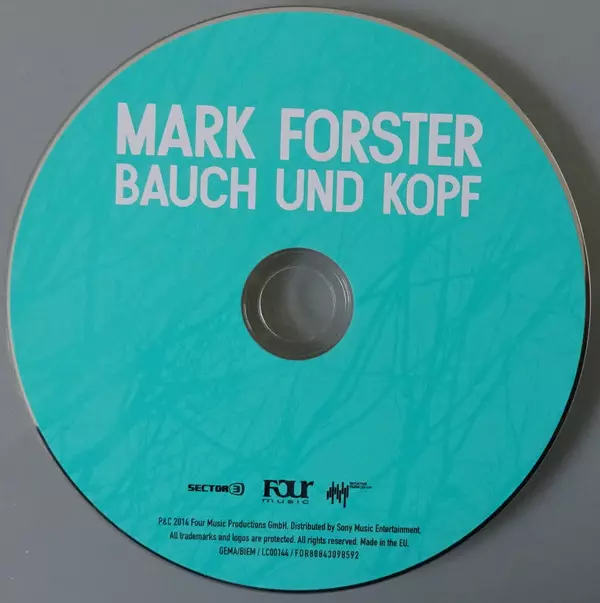 MARK FORSTER
BAUCH UND KOPF
SECTOR 3
FOUR music
P&C 2014 Four Music Productions GmbH. Distributed by Sony Music Entertainment.
All trademarks and logos are protected. All rights reserved. Made in the EU.
GEMA/BIEM / LC00144 / FOR88843098592